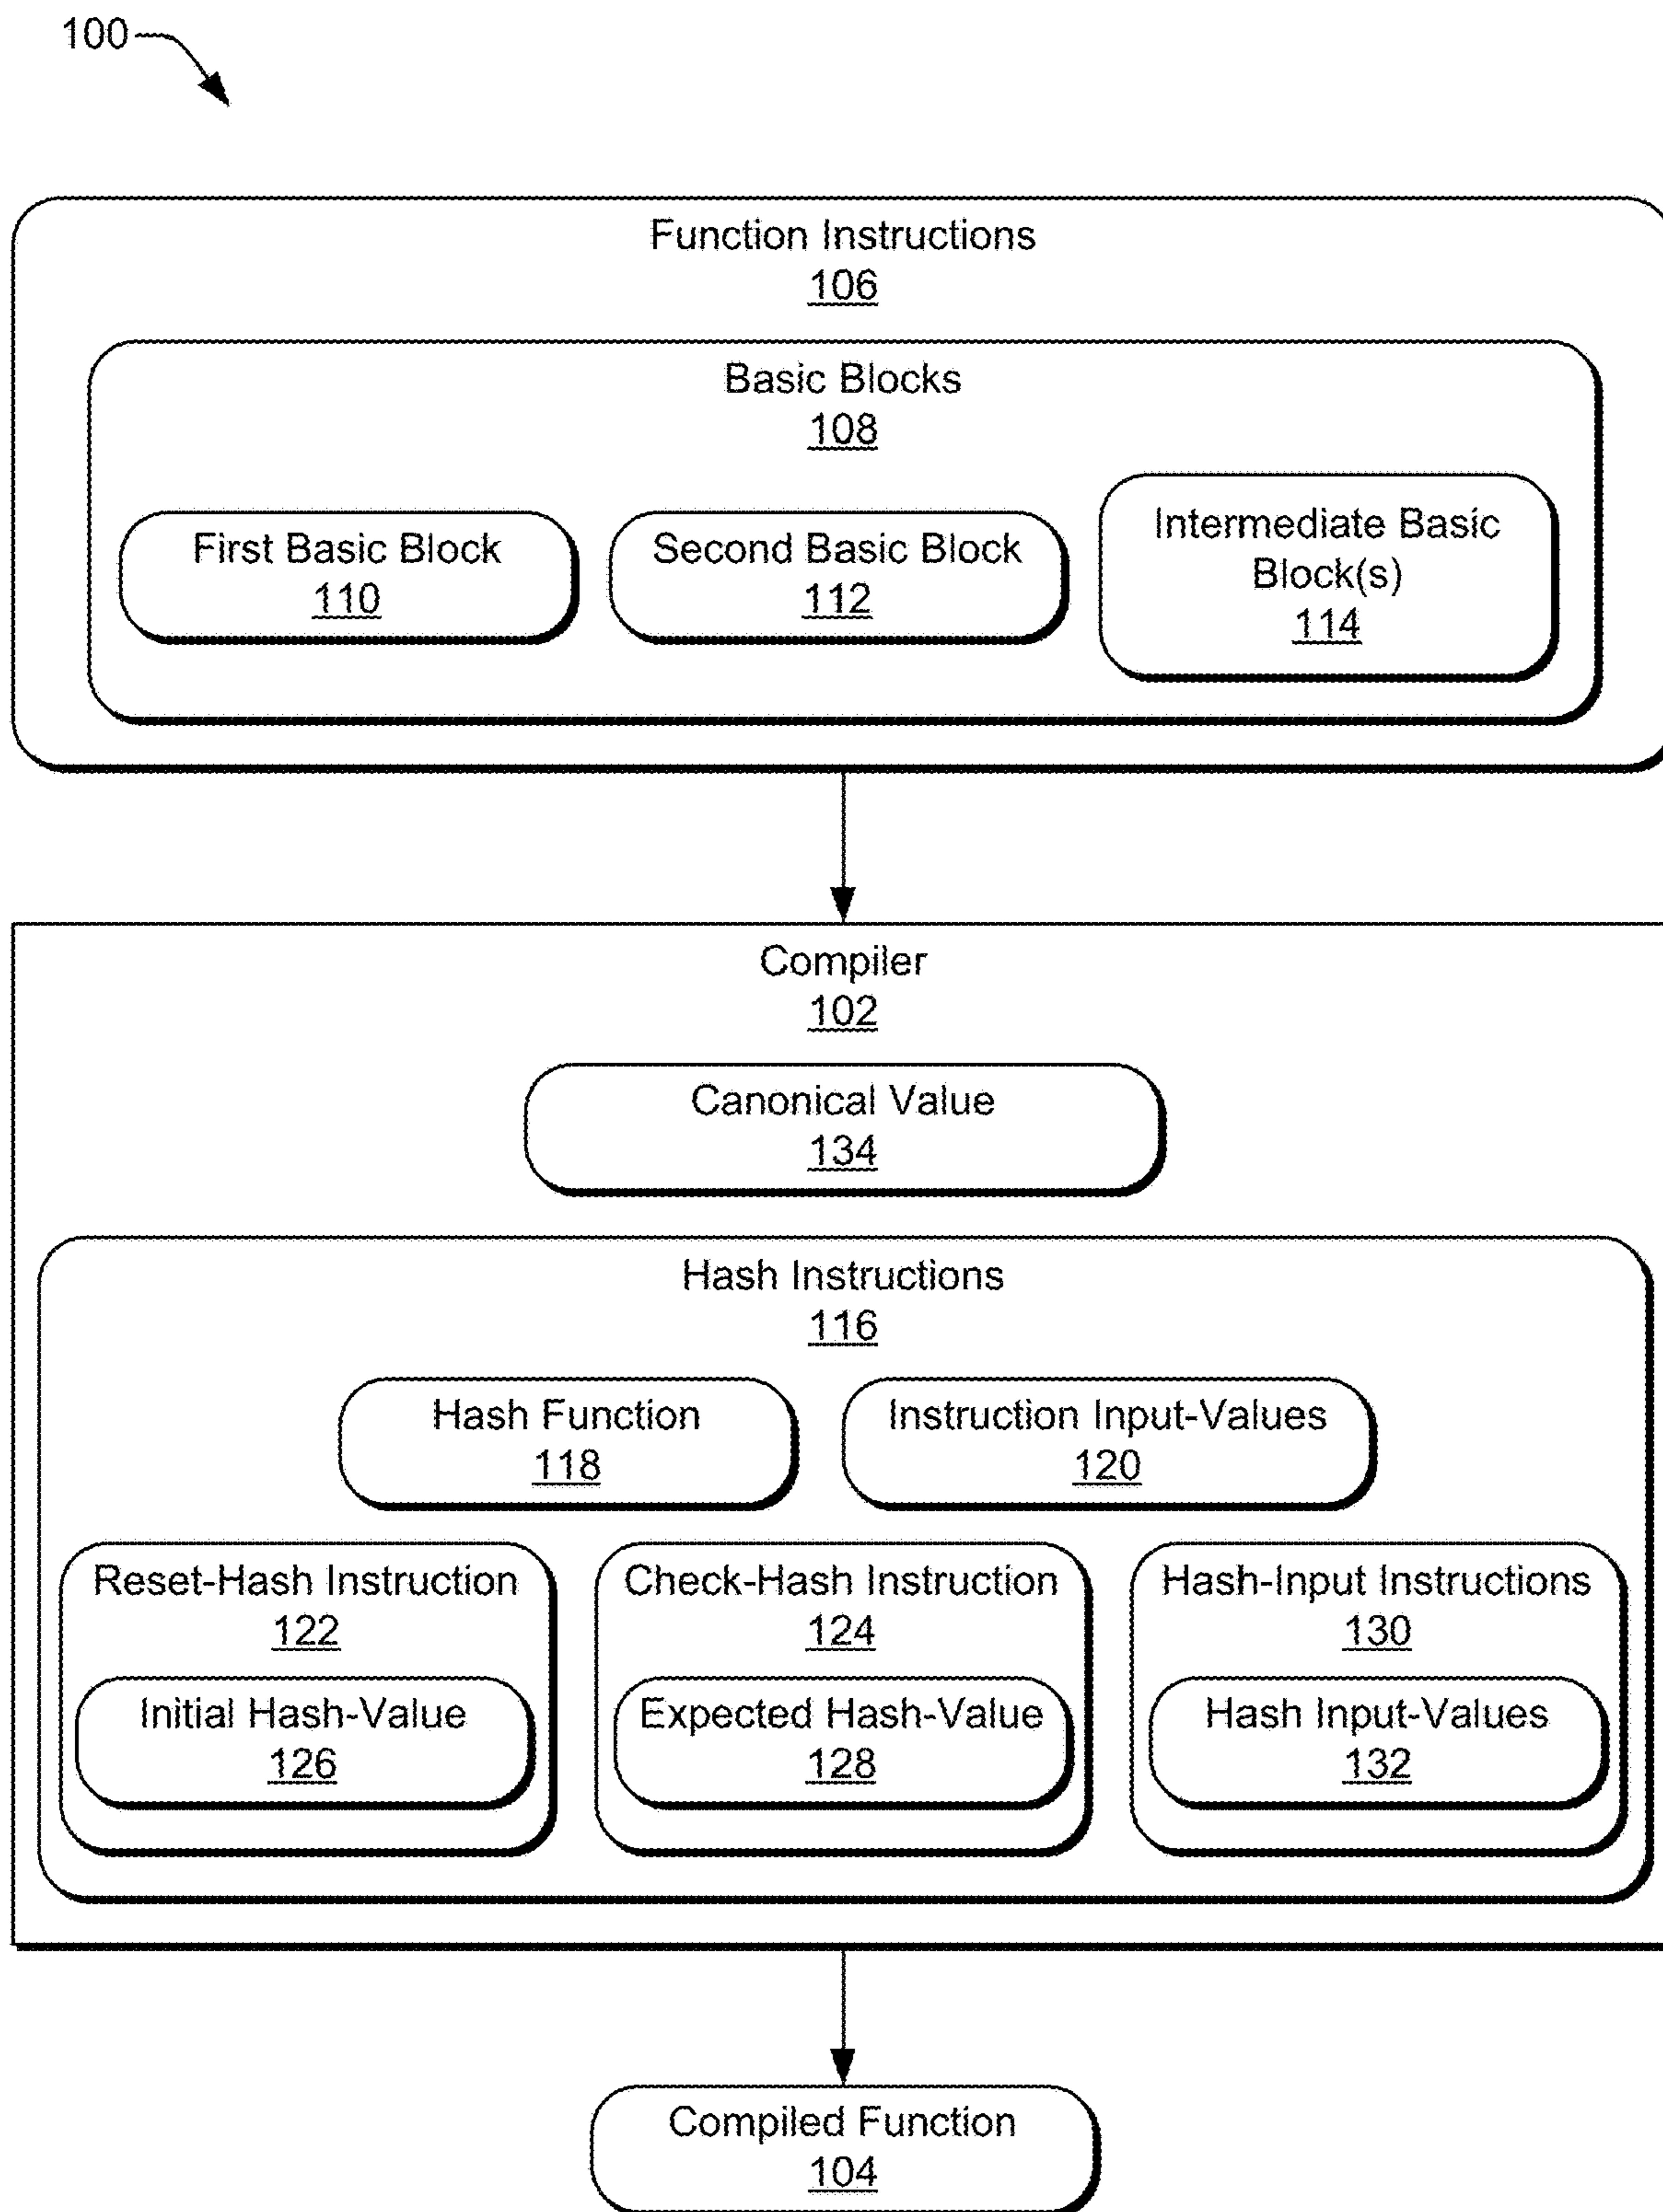 100
Function Instructions
106
Basic Blocks
108
First Basic Block
110
Second Basic Block
112
Intermediate Basic
Block(s)
114
Compiler
102
Canonical Value
134
Hash Instructions
116
Hash Function
118
Instruction Input-Values
120
Reset-Hash Instruction
122
Initial Hash-Value
126
Check-Hash Instruction
124
Expected Hash-Value
128
Hash-Input Instructions
130
Hash Input-Values
132
Compiled Function
104